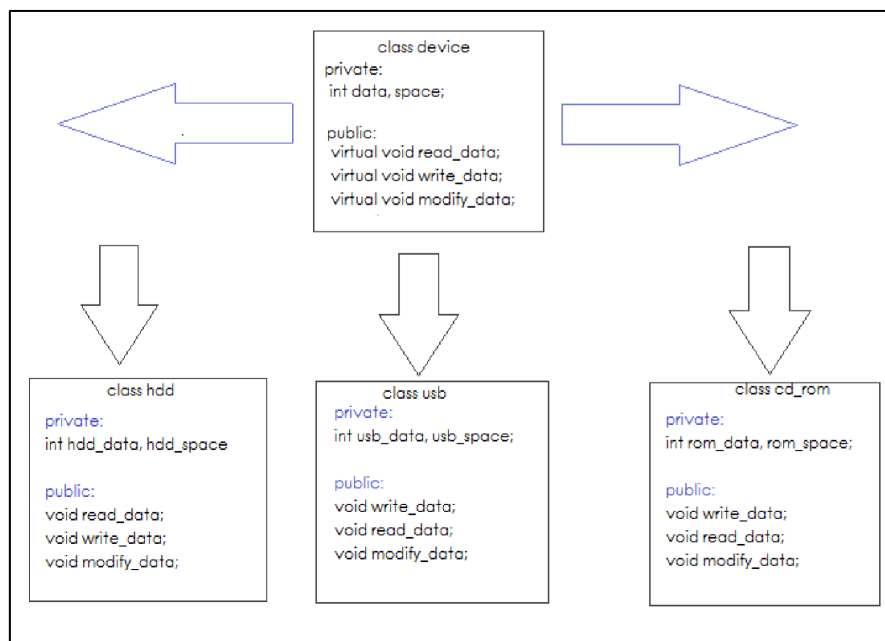 class device
private:
int data, space;
public:
virtual void read_data;
virtual void write_data;
virtual void modify_data;
class hdd
private:
int hdd_data, hdd_space
public:
void read_data;
void write_data;
void modify_data;
class usb
private:
int usb_data, usb_space;
public:
void write_data;
void read_data;
void modify_data;
class cd_rom
private:
int rom_data, rom_space;
public:
void write_data;
void read_data;
void modify_data;